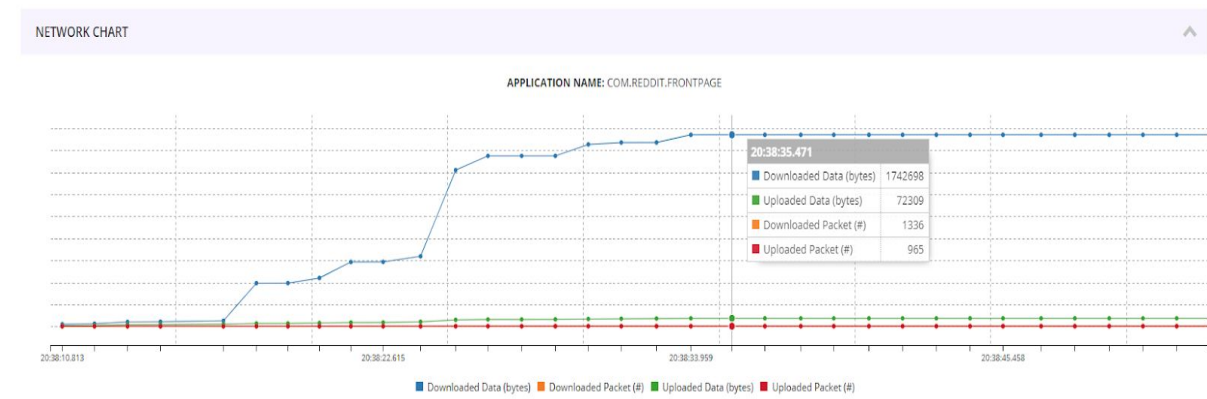 NETWORK CHART
APPLICATION NAME: COM.REDDIT.FRONTPAGE
20:38:35.471
Downloaded Data (bytes) 1742698
Uploaded Data (bytes) 72309
Downloaded Packet (#) 1336
Uploaded Packet (#) 965
20:38:10.813 20:38:22.615 20:38:33.959 20:38:45.458
Downloaded Data (bytes) Downloaded Packet (#) Uploaded Data (bytes) Uploaded Packet (#)